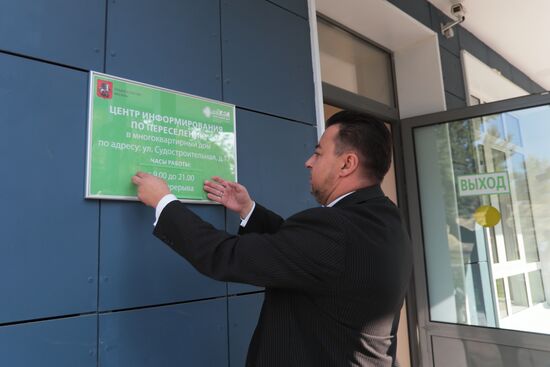 ЦЕНТР ИНФОРМИРОВАНИЯ
ПО ПЕРЕСЕЛЕНИЮ
в многоквартирный дом
по адресу: ул. Судостроительная, д.
ЧАСЫ РАБОТЫ:
9.00 до 21.00
перерыва
ВЫХОД